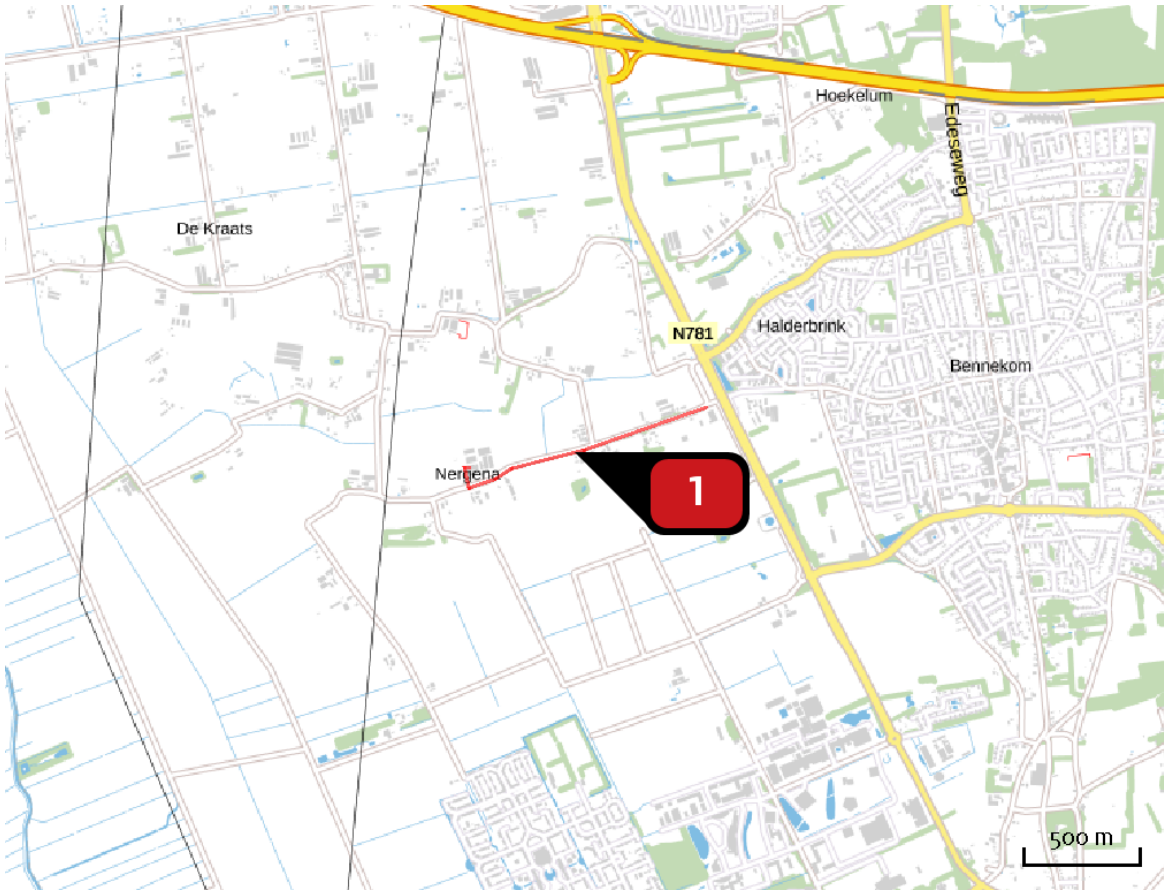 Hoekelum
Edeseweg
De Kraats
N781
Halderbrink
Bennekom
Nergena
1
500 m